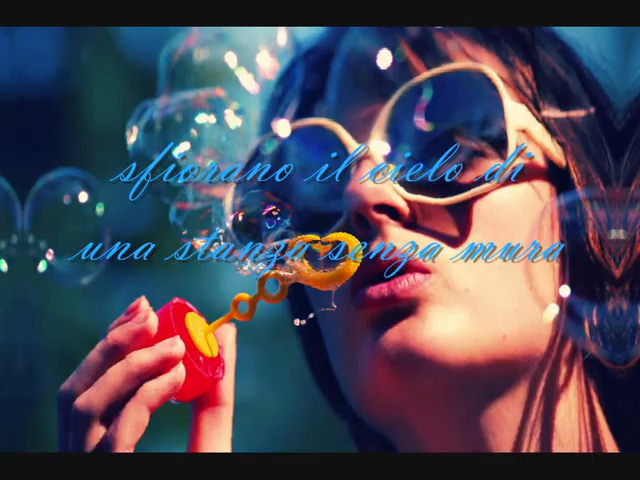 sfiorano il cielo di
una stanza senza mura